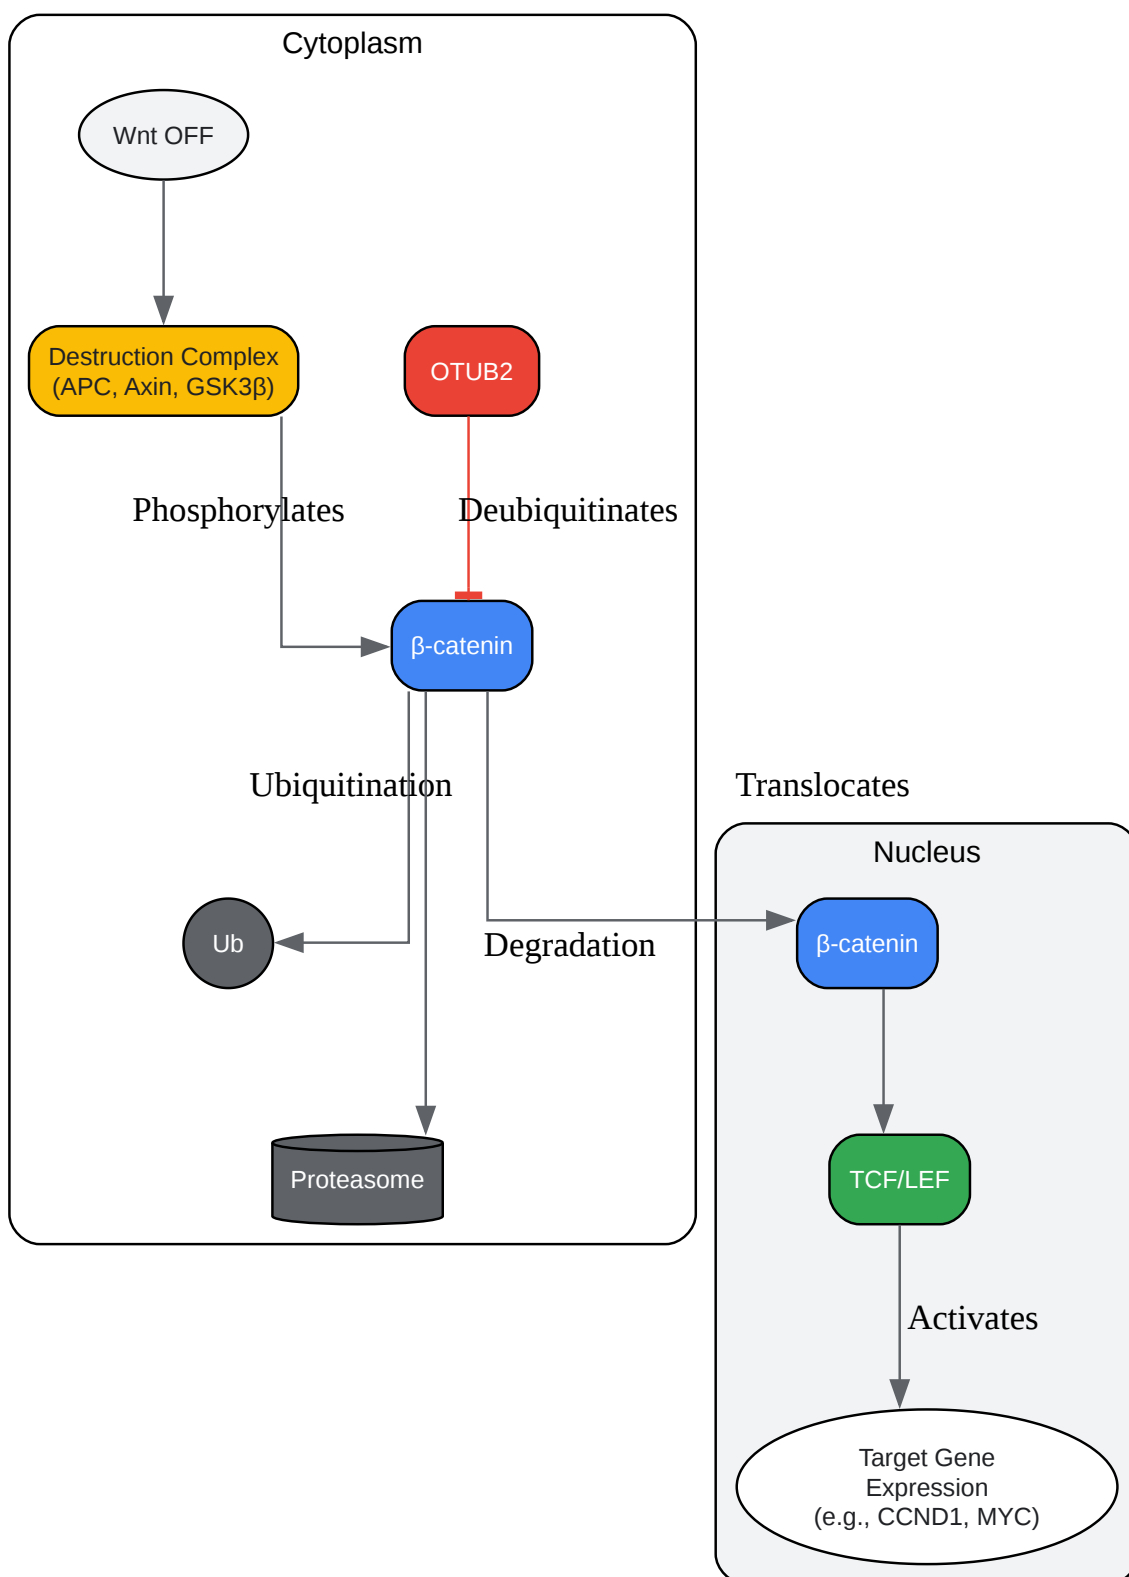 Cytoplasm
Wnt OFF
Destruction Complex
(APC, Axin, GSK3β)
OTUB2
Phosphorylates
Deubiquitinates
β-catenin
Ubiquitination
Translocates
Nucleus
Ub
Degradation
β-catenin
Proteasome
TCF/LEF
Activates
Target Gene
Expression
(e.g., CCND1, MYC)